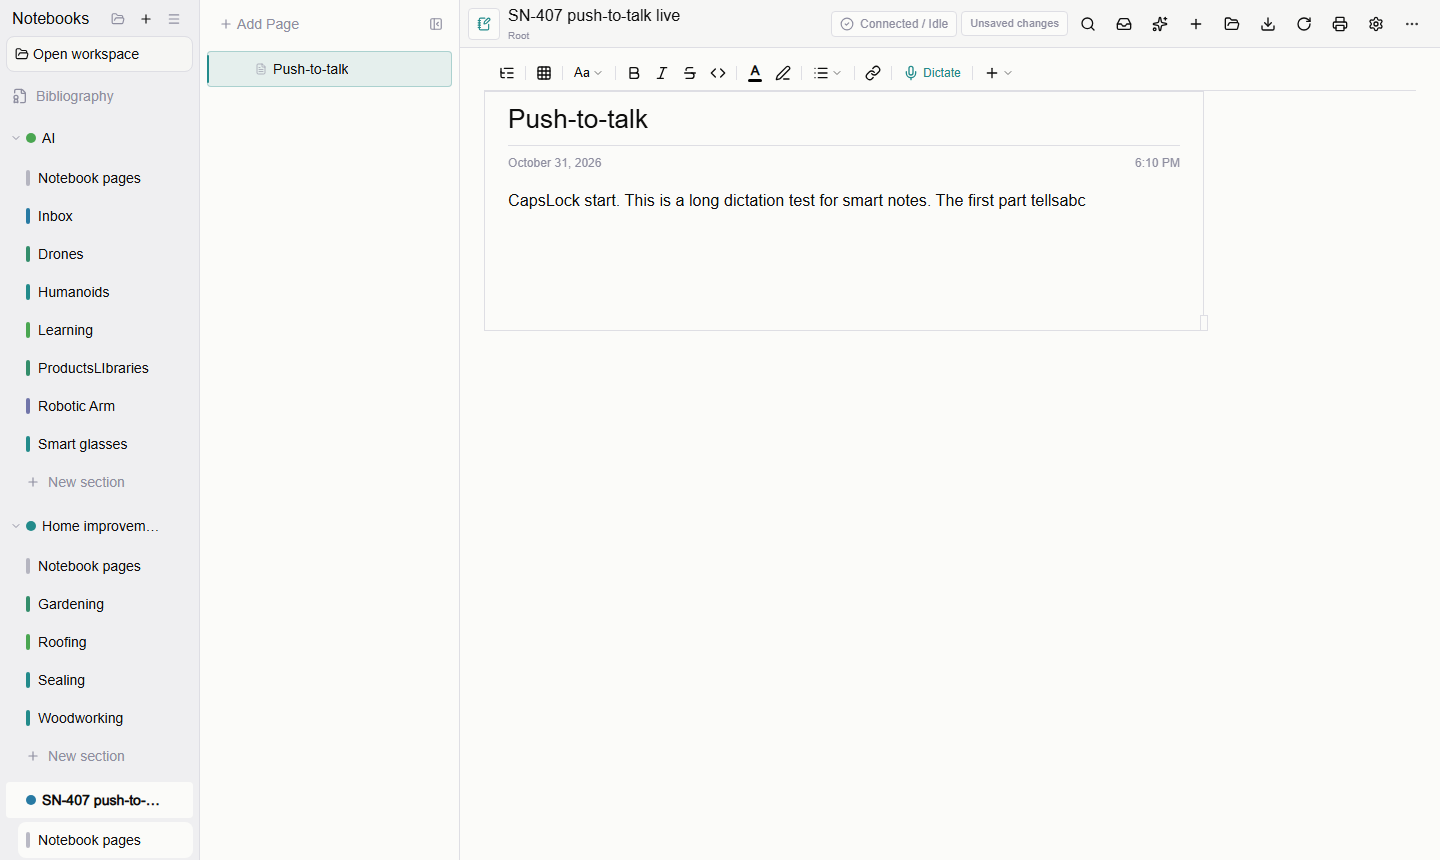 Notebooks
Open workspace
Bibliography
AI
Notebook pages
Inbox
Drones
Humanoids
Learning
ProductsLIbraries
Robotic Arm
Smart glasses
New section
Home improvem…
Notebook pages
Gardening
Roofing
Sealing
Woodworking
New section
SN-407 push-to-…
Notebook pages
Add Page
Push-to-talk
SN-407 push-to-talk live
Root
Connected / Idle
Unsaved changes
Aa
B
I
S
A
Dictate
Push-to-talk
October 31, 2026
6:10 PM
CapsLock start. This is a long dictation test for smart notes. The first part tellsabc